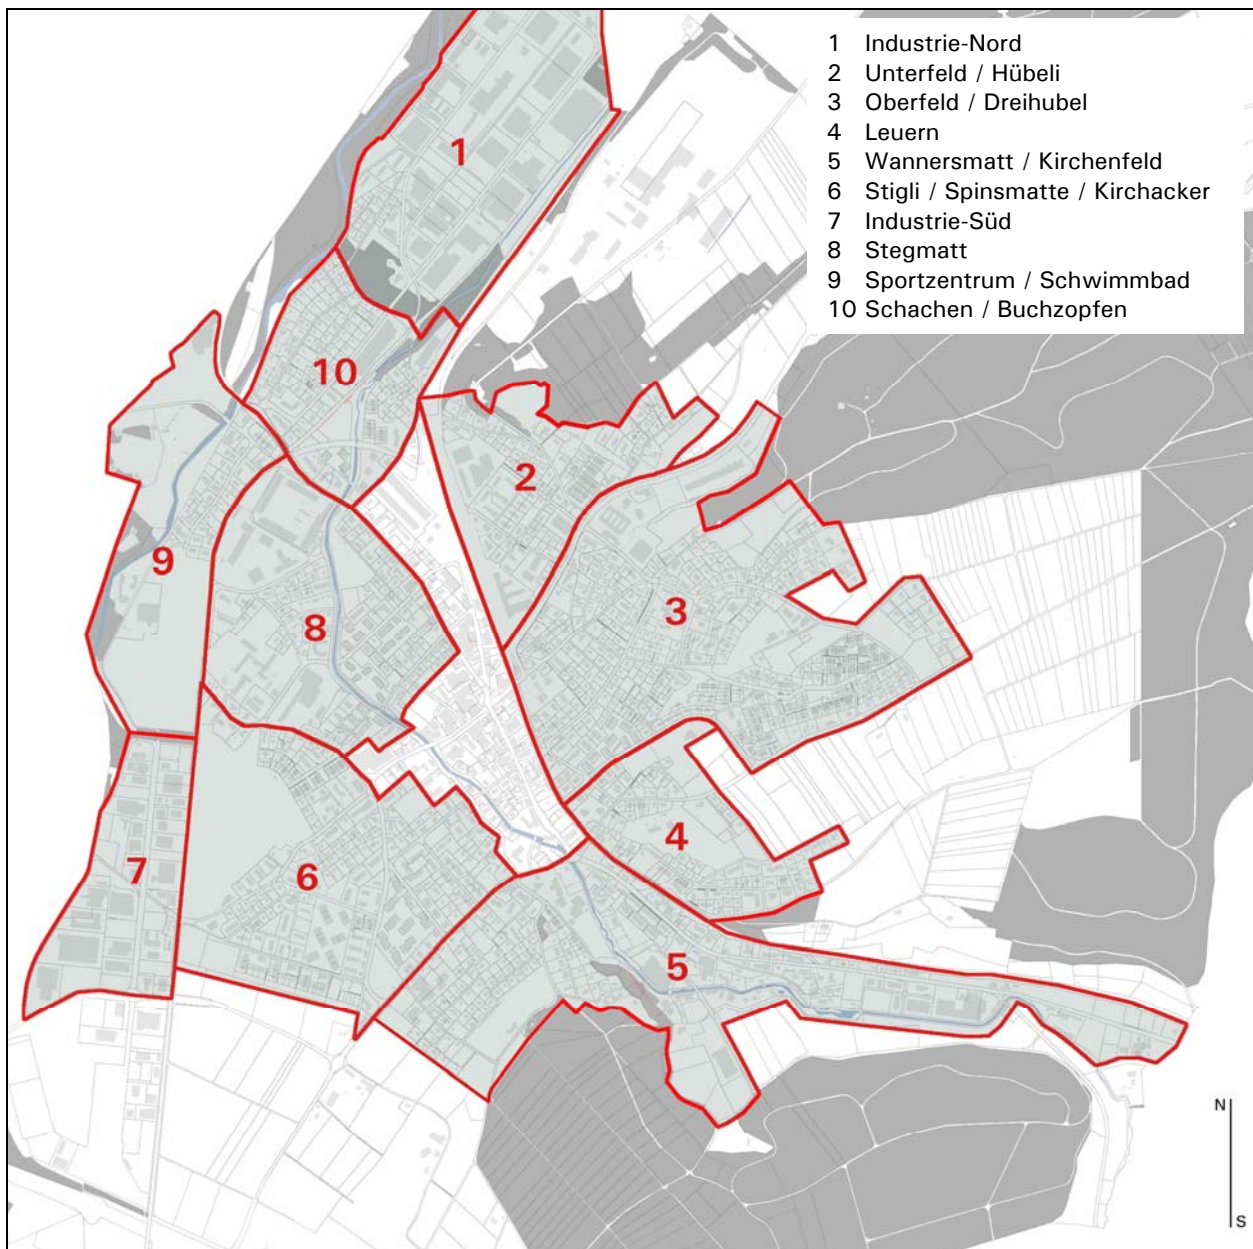 1 Industrie-Nord
2 Unterfeld / Hübeli
3 Oberfeld / Dreihubel
4 Leuern
5 Wannersmatt / Kirchenfeld
6 Stigli / Spinsmatte / Kirchacker
7 Industrie-Süd
8 Stegmatt
9 Sportzentrum / Schwimmbad
10 Schachen / Buchzopfen
1
10
2
9
3
8
4
7
6
5
N
S